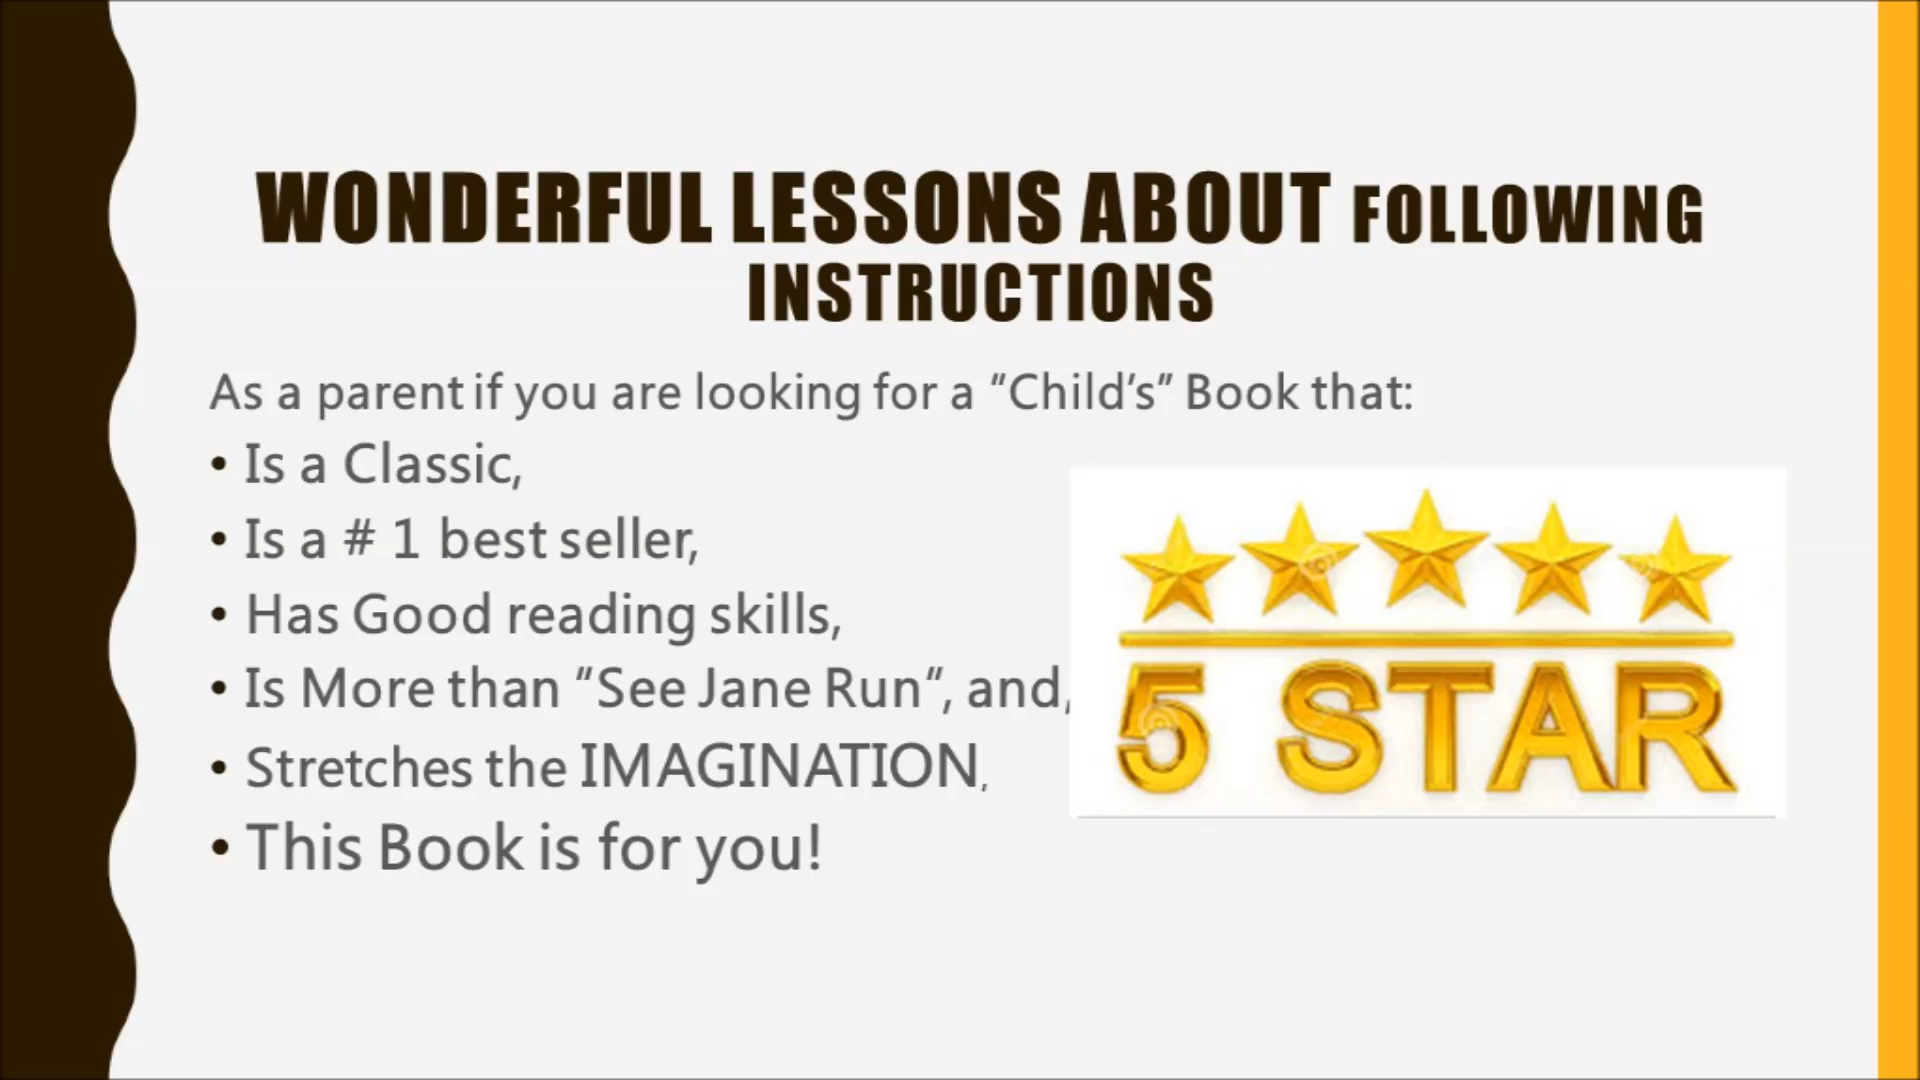 WONDERFUL LESSONS ABOUT FOLLOWING
INSTRUCTIONS
As a parent if you are looking for a “Child’s” Book that:
• Is a Classic,
• Is a # 1 best seller,
• Has Good reading skills,
• Is More than “See Jane Run”, and,
• Stretches the IMAGINATION,
• This Book is for you!
5 STAR